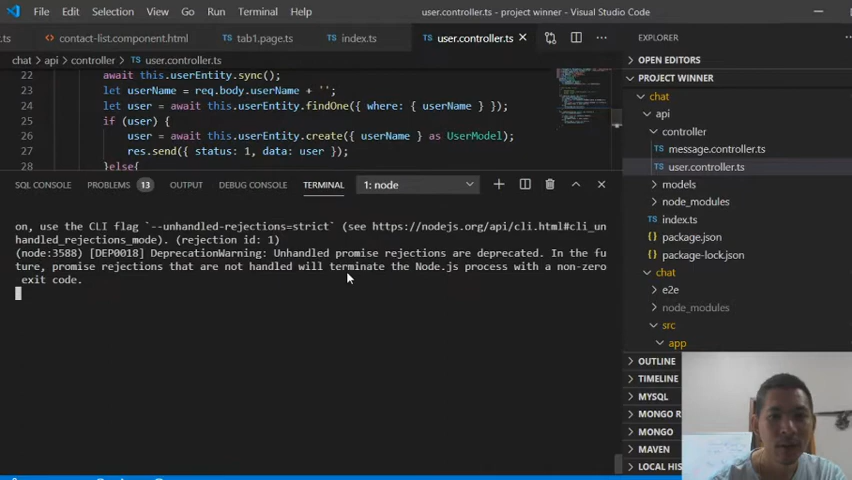 File Edit Selection View Go Run Terminal Help user.controller.ts - project winner - Visual Studio Code
.ts contact-list.component.html TS tab1.page.ts TS index.ts TS user.controller.ts
EXPLORER
chat > api > controller > TS user.controller.ts
22 await this.userEntity.sync();
23 let userName = req.body.userName + '';
24 let user = await this.userEntity.findOne({ where: { userName } });
25 if (user) {
26 user = await this.userEntity.create({ userName } as UserModel);
27 res.send({ status: 1, data: user });
28 }else{
SQL CONSOLE PROBLEMS 13 OUTPUT DEBUG CONSOLE TERMINAL 1: node
on, use the CLI flag `--unhandled-rejections=strict` (see https://nodejs.org/api/cli.html#cli_un
handled_rejections_mode). (rejection id: 1)
(node:3588) [DEP0018] DeprecationWarning: Unhandled promise rejections are deprecated. In the fu
ture, promise rejections that are not handled will terminate the Node.js process with a non-zero
exit code.
OPEN EDITORS
PROJECT WINNER
chat
api
controller
TS message.controller.ts
TS user.controller.ts
models
node_modules
TS index.ts
package.json
package-lock.json
chat
e2e
node_modules
src
app
OUTLINE
TIMELINE
MYSQL
MONGO R
MONGO
MAVEN
LOCAL HIS